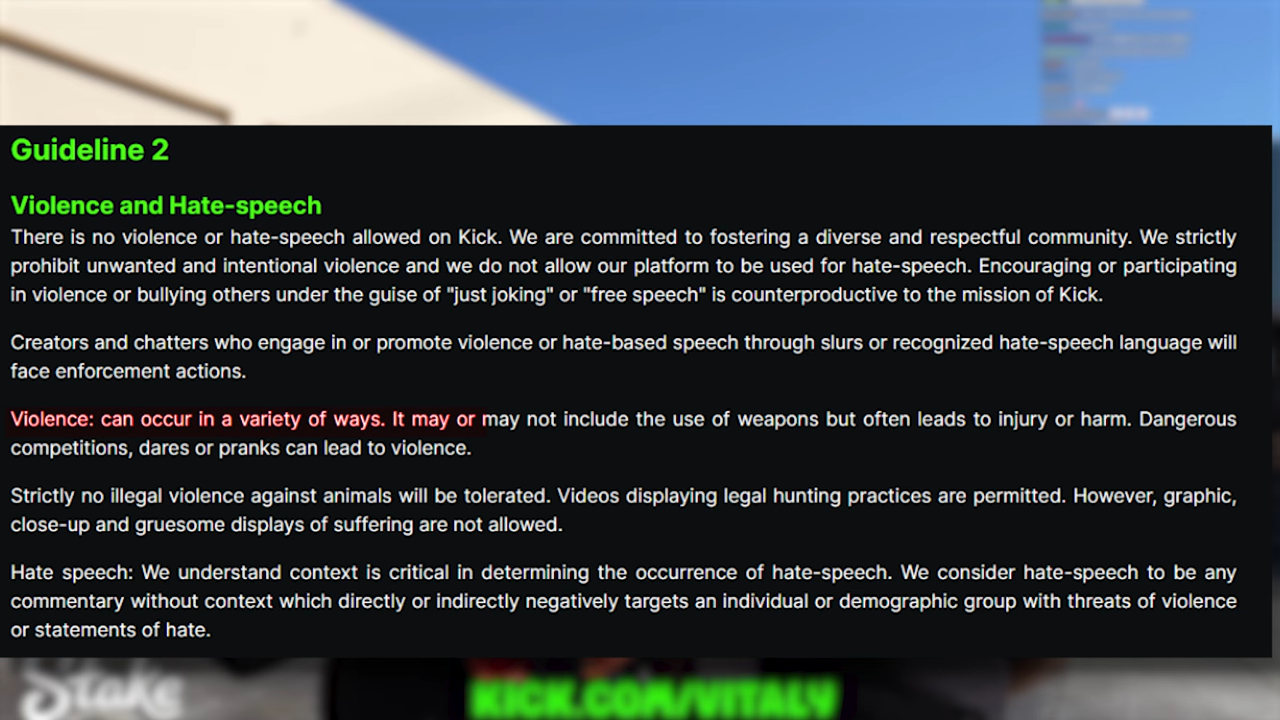 Guideline 2
Violence and Hate-speech
There is no violence or hate-speech allowed on Kick. We are committed to fostering a diverse and respectful community. We strictly
prohibit unwanted and intentional violence and we do not allow our platform to be used for hate-speech. Encouraging or participating
in violence or bullying others under the guise of "just joking" or "free speech" is counterproductive to the mission of Kick.
Creators and chatters who engage in or promote violence or hate-based speech through slurs or recognized hate-speech language will
face enforcement actions.
Violence: can occur in a variety of ways. It may or may not include the use of weapons but often leads to injury or harm. Dangerous
competitions, dares or pranks can lead to violence.
Strictly no illegal violence against animals will be tolerated. Videos displaying legal hunting practices are permitted. However, graphic,
close-up and gruesome displays of suffering are not allowed.
Hate speech: We understand context is critical in determining the occurrence of hate-speech. We consider hate-speech to be any
commentary without context which directly or indirectly negatively targets an individual or demographic group with threats of violence
or statements of hate.
Stake
KICK.COM/VITALY